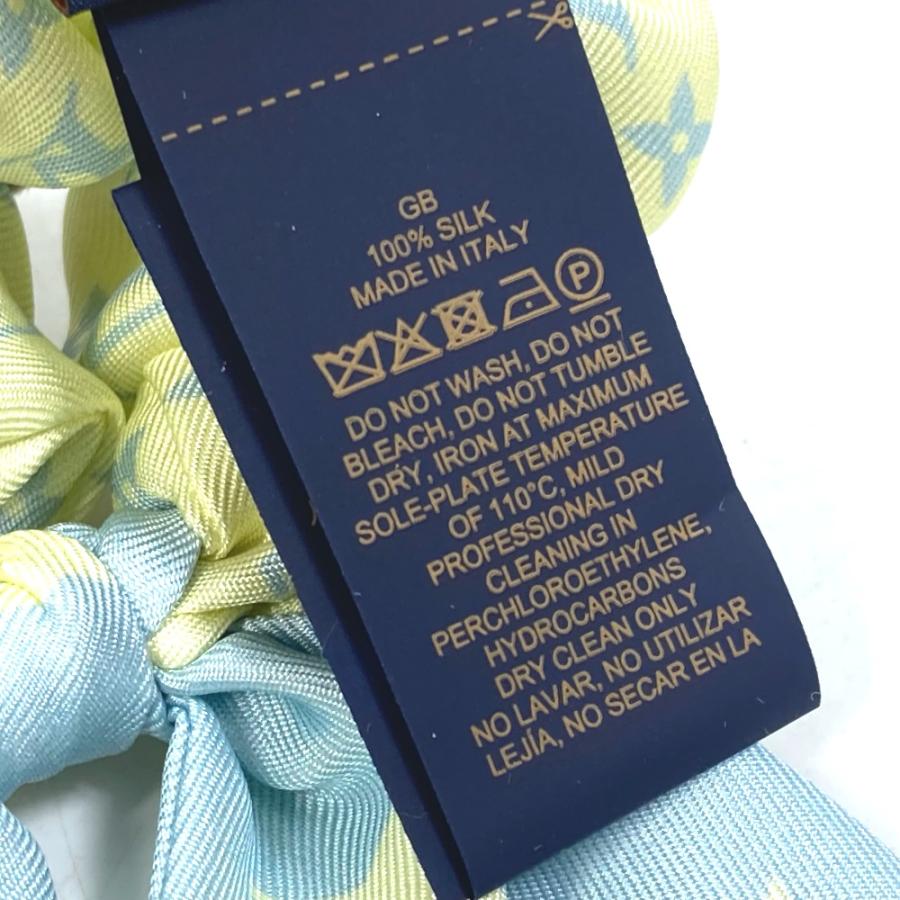 GB
100% SILK
MADE IN ITALY
P
DO NOT WASH, DO NOT
BLEACH, DO NOT TUMBLE
DRY, IRON AT MAXIMUM
SOLE-PLATE TEMPERATURE
OF 110°C, MILD
PROFESSIONAL DRY
CLEANING IN
PERCHLOROETHYLENE,
HYDROCARBONS
DRY CLEAN ONLY
NO LAVAR, NO UTILIZAR
LEJÍA, NO SECAR EN LA